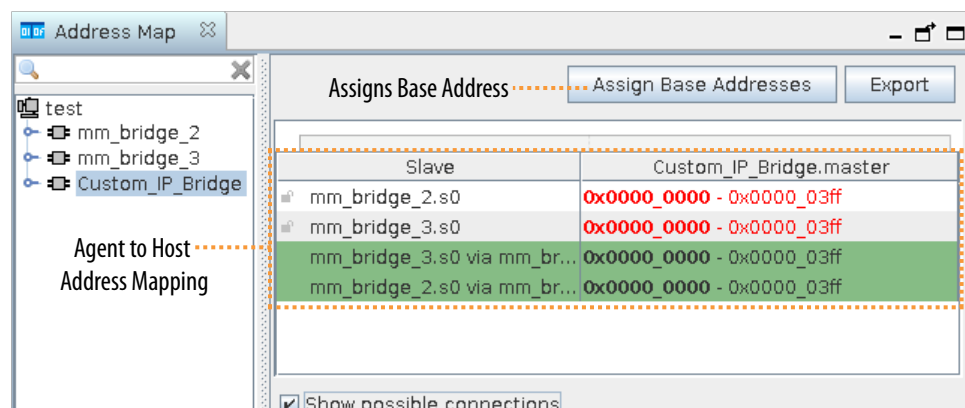 Address Map
Assigns Base Address
Assign Base Addresses
Export
test
mm_bridge_2
mm_bridge_3
Custom_IP_Bridge
Agent to Host
Address Mapping
Slave Custom_IP_Bridge.master
mm_bridge_2.s0 0x0000_0000 - 0x0000_03ff
mm_bridge_3.s0 0x0000_0000 - 0x0000_03ff
mm_bridge_3.s0 via mm_br... 0x0000_0000 - 0x0000_03ff
mm_bridge_2.s0 via mm_br... 0x0000_0000 - 0x0000_03ff
Show possible connections